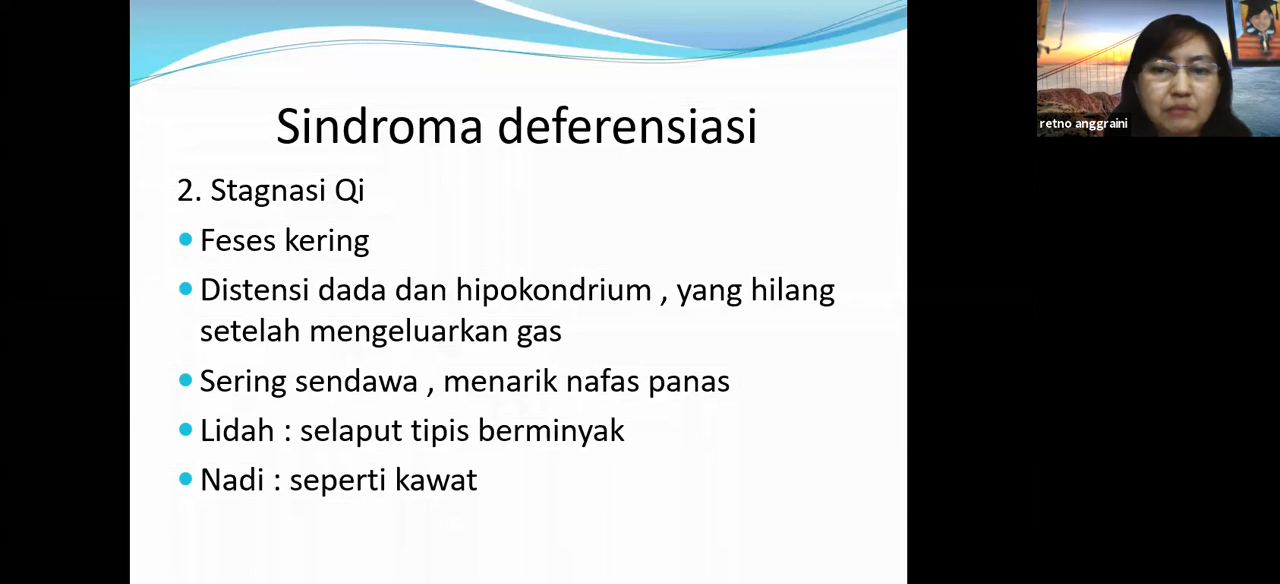 Sindroma deferensiasi
2. Stagnasi Qi
Feses kering
Distensi dada dan hipokondrium , yang hilang
setelah mengeluarkan gas
Sering sendawa , menarik nafas panas
Lidah : selaput tipis berminyak
Nadi : seperti kawat
retno anggraini